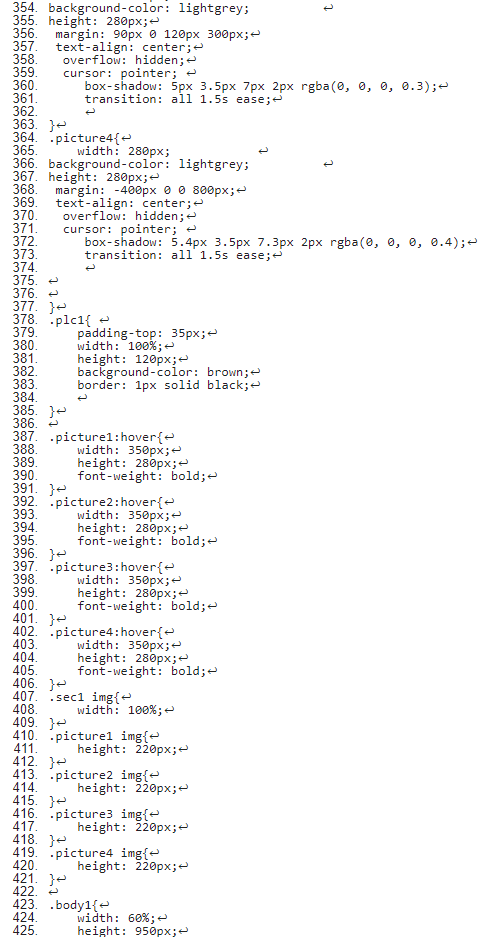 354. background-color: lightgrey; ↩
355. height: 280px;↩
356. margin: 90px 0 120px 300px;↩
357. text-align: center;↩
358. overflow: hidden;↩
359. cursor: pointer; ↩
360. box-shadow: 5px 3.5px 7px 2px rgba(0, 0, 0, 0.3);↩
361. transition: all 1.5s ease;↩
362. ↩
363. }↩
364. .picture4{↩
365. width: 280px; ↩
366. background-color: lightgrey; ↩
367. height: 280px;↩
368. margin: -400px 0 0 800px;↩
369. text-align: center;↩
370. overflow: hidden;↩
371. cursor: pointer; ↩
372. box-shadow: 5.4px 3.5px 7.3px 2px rgba(0, 0, 0, 0.4);↩
373. transition: all 1.5s ease;↩
374. ↩
375. ↩
376. ↩
377. }↩
378. .plc1{ ↩
379. padding-top: 35px;↩
380. width: 100%;↩
381. height: 120px;↩
382. background-color: brown;↩
383. border: 1px solid black;↩
384. ↩
385. }↩
386. ↩
387. .picture1:hover{↩
388. width: 350px;↩
389. height: 280px;↩
390. font-weight: bold;↩
391. }↩
392. .picture2:hover{↩
393. width: 350px;↩
394. height: 280px;↩
395. font-weight: bold;↩
396. }↩
397. .picture3:hover{↩
398. width: 350px;↩
399. height: 280px;↩
400. font-weight: bold;↩
401. }↩
402. .picture4:hover{↩
403. width: 350px;↩
404. height: 280px;↩
405. font-weight: bold;↩
406. }↩
407. .sec1 img{↩
408. width: 100%;↩
409. }↩
410. .picture1 img{↩
411. height: 220px;↩
412. }↩
413. .picture2 img{↩
414. height: 220px;↩
415. }↩
416. .picture3 img{↩
417. height: 220px;↩
418. }↩
419. .picture4 img{↩
420. height: 220px;↩
421. }↩
422. ↩
423. .body1{↩
424. width: 60%;↩
425. height: 950px;↩